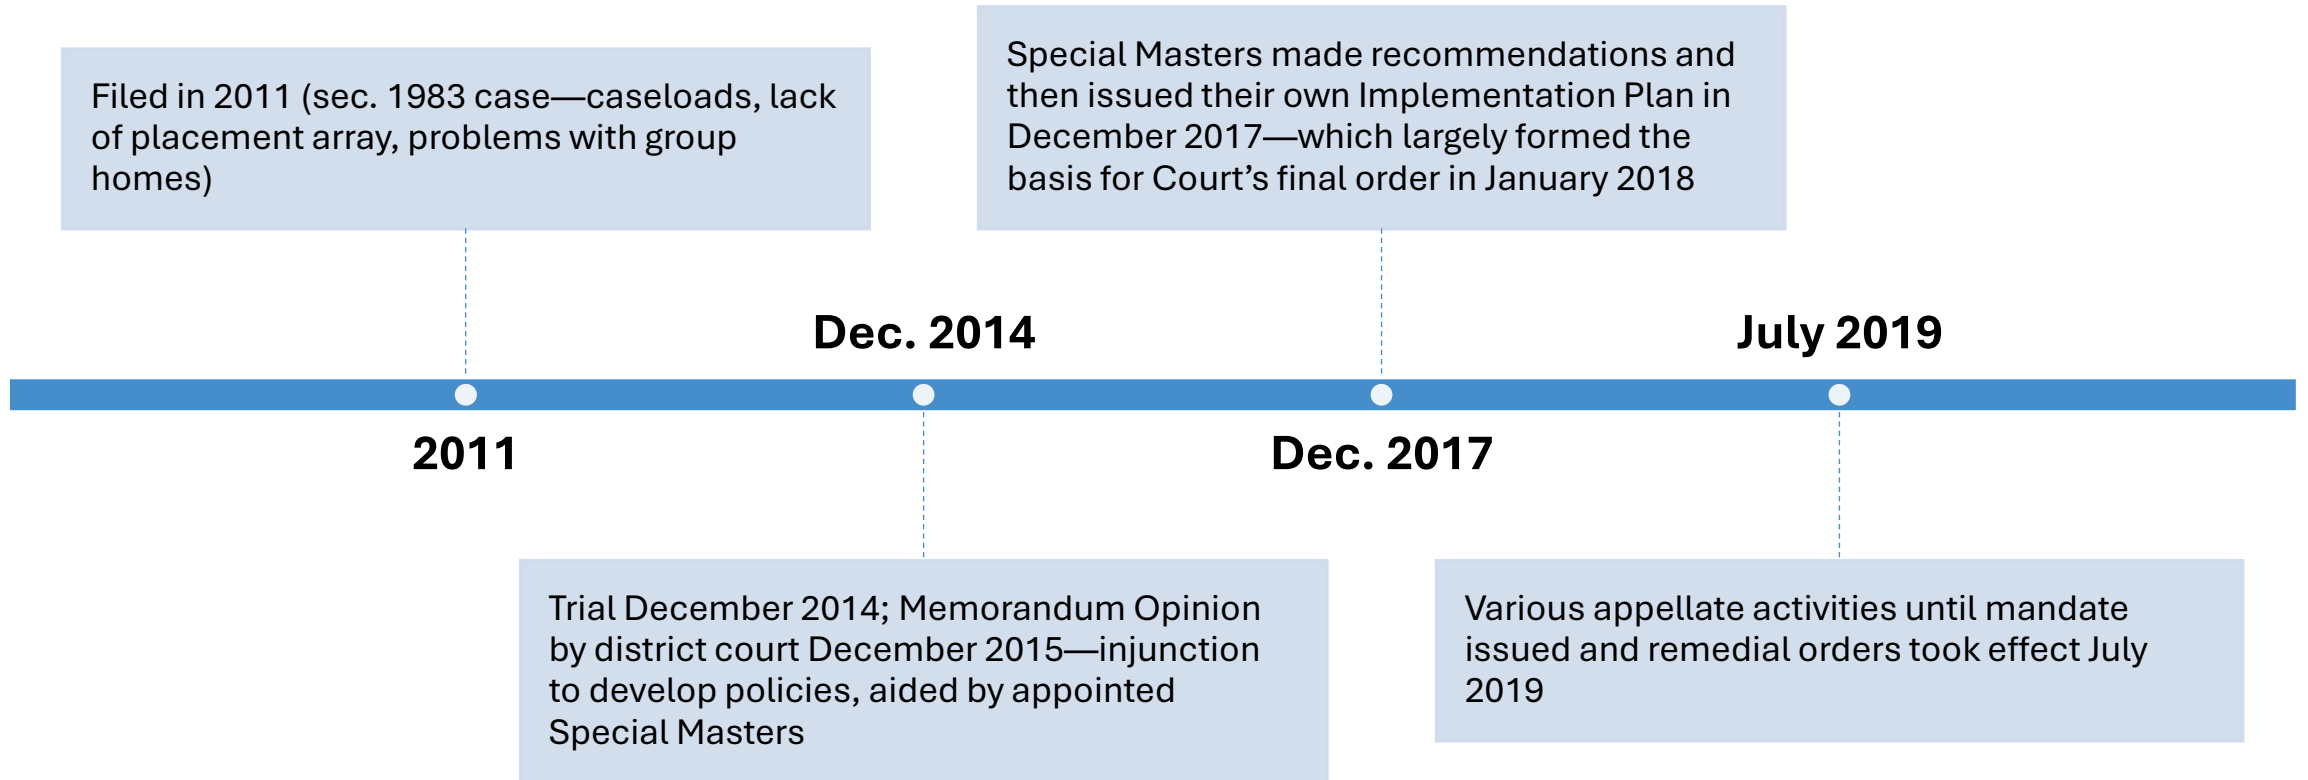 Filed in 2011 (sec. 1983 case—caseloads, lack
of placement array, problems with group
homes)
2011
Dec. 2014
Trial December 2014; Memorandum Opinion
by district court December 2015—injunction
to develop policies, aided by appointed
Special Masters
Special Masters made recommendations and
then issued their own Implementation Plan in
December 2017—which largely formed the
basis for Court’s final order in January 2018
Dec. 2017
July 2019
Various appellate activities until mandate
issued and remedial orders took effect July
2019